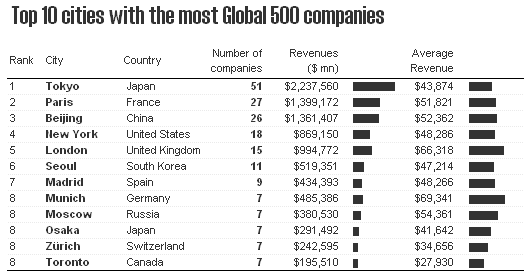 Top 10 cities with the most Global 500 companies
Rank City Country Number of companies Revenues ($ mn) Average Revenue
1 Tokyo Japan 51 $2,237,560 $43,874
2 Paris France 27 $1,399,172 $51,821
3 Beijing China 26 $1,361,407 $52,362
4 New York United States 18 $869,150 $48,286
5 London United Kingdom 15 $994,772 $66,318
6 Seoul South Korea 11 $519,351 $47,214
7 Madrid Spain 9 $434,393 $48,266
8 Munich Germany 7 $485,386 $69,341
8 Moscow Russia 7 $380,530 $54,361
8 Osaka Japan 7 $291,492 $41,642
8 Zürich Switzerland 7 $242,595 $34,656
8 Toronto Canada 7 $195,510 $27,930